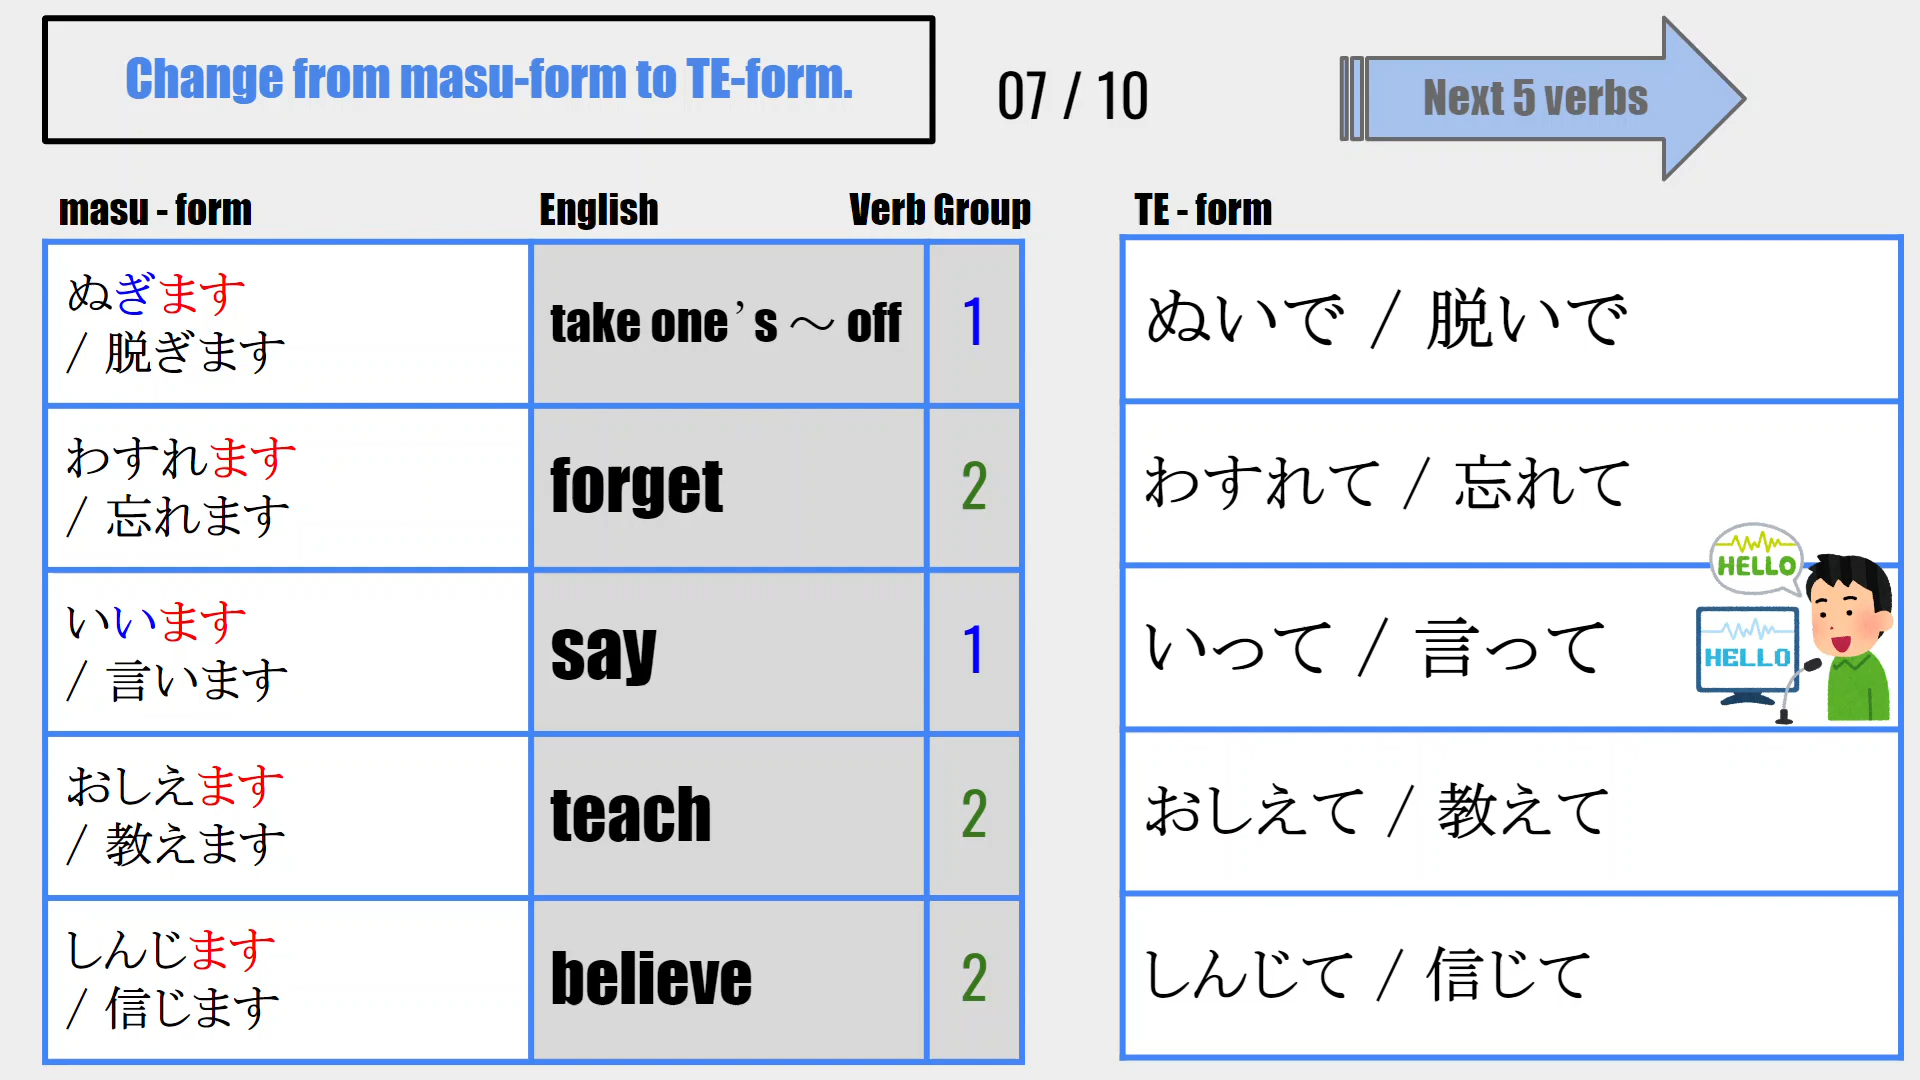 Change from masu-form to TE-form.
07 / 10
Next 5 verbs
masu - form
English
Verb Group
TE - form
ぬぎます
/ 脱ぎます
take one’s ～ off
1
ぬいで / 脱いで
わすれます
/ 忘れます
forget
2
わすれて / 忘れて
いいます
/ 言います
say
1
いって / 言って
HELLO
HELLO
おしえます
/ 教えます
teach
2
おしえて / 教えて
しんじます
/ 信じます
believe
2
しんじて / 信じて